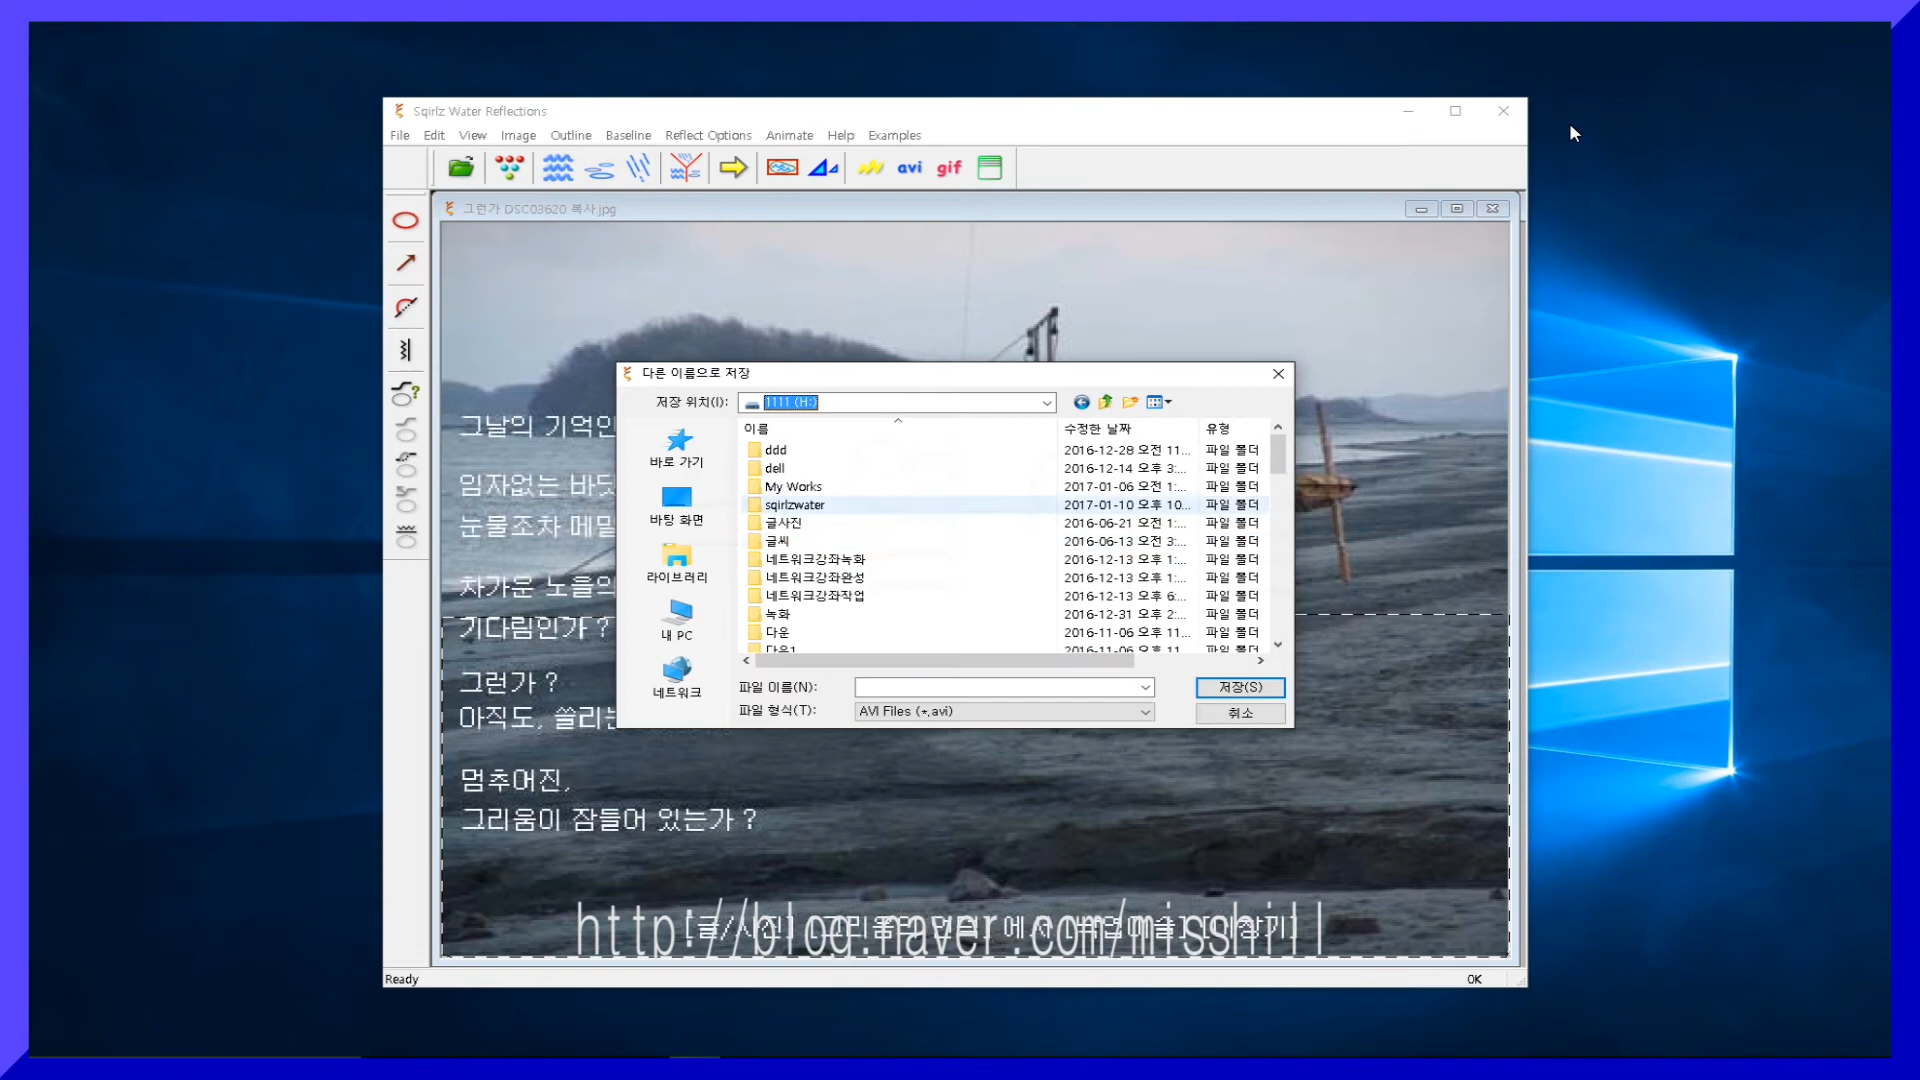 Sqirlz Water Reflections
File Edit View Image Outline Baseline Reflect Options Animate Help Examples
avi gif
그런가 DSC03620 복사.jpg
다른 이름으로 저장
저장 위치(I): 1111 (H:)
이름 수정한 날짜 유형
ddd 2016-12-28 오전 11... 파일 폴더
dell 2016-12-14 오후 3:... 파일 폴더
My Works 2017-01-06 오전 1:... 파일 폴더
sqirlzwater 2017-01-10 오후 10... 파일 폴더
글사진 2016-06-21 오전 1:... 파일 폴더
글씨 2016-06-13 오전 3:... 파일 폴더
네트워크강좌녹화 2016-12-13 오후 1:... 파일 폴더
네트워크강좌완성 2016-12-13 오후 1:... 파일 폴더
네트워크강좌작업 2016-12-13 오후 6:... 파일 폴더
녹화 2016-12-31 오후 2:... 파일 폴더
다운 2016-11-06 오후 11... 파일 폴더
다운1 2016-11-06 오후 11 파일 폴더
바로 가기
바탕 화면
라이브러리
내 PC
네트워크
파일 이름(N): 저장(S)
파일 형식(T): AVI Files (*.avi) 취소
그날의 기억인
임자없는
눈물조차
차가운 노을의
기다림인가 ?
그런가 ?
아직도,
멈추어진,
그리움이 잠들어 있는가 ?
http://blog.naver.com/misshill
Ready OK